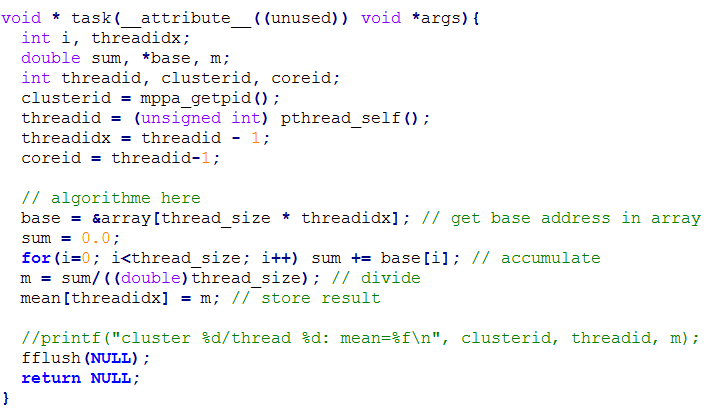 void * task(__attribute__((unused)) void *args){
  int i, threadidx;
  double sum, *base, m;
  int threadid, clusterid, coreid;
  clusterid = mppa_getpid();
  threadid = (unsigned int) pthread_self();
  threadidx = threadid - 1;
  coreid = threadid-1;

  // algorithme here
  base = &array[thread_size * threadidx]; // get base address in array
  sum = 0.0;
  for(i=0; i<thread_size; i++) sum += base[i]; // accumulate
  m = sum/((double)thread_size); // divide
  mean[threadidx] = m; // store result

  //printf("cluster %d/thread %d: mean=%f\n", clusterid, threadid, m);
  fflush(NULL);
  return NULL;
}